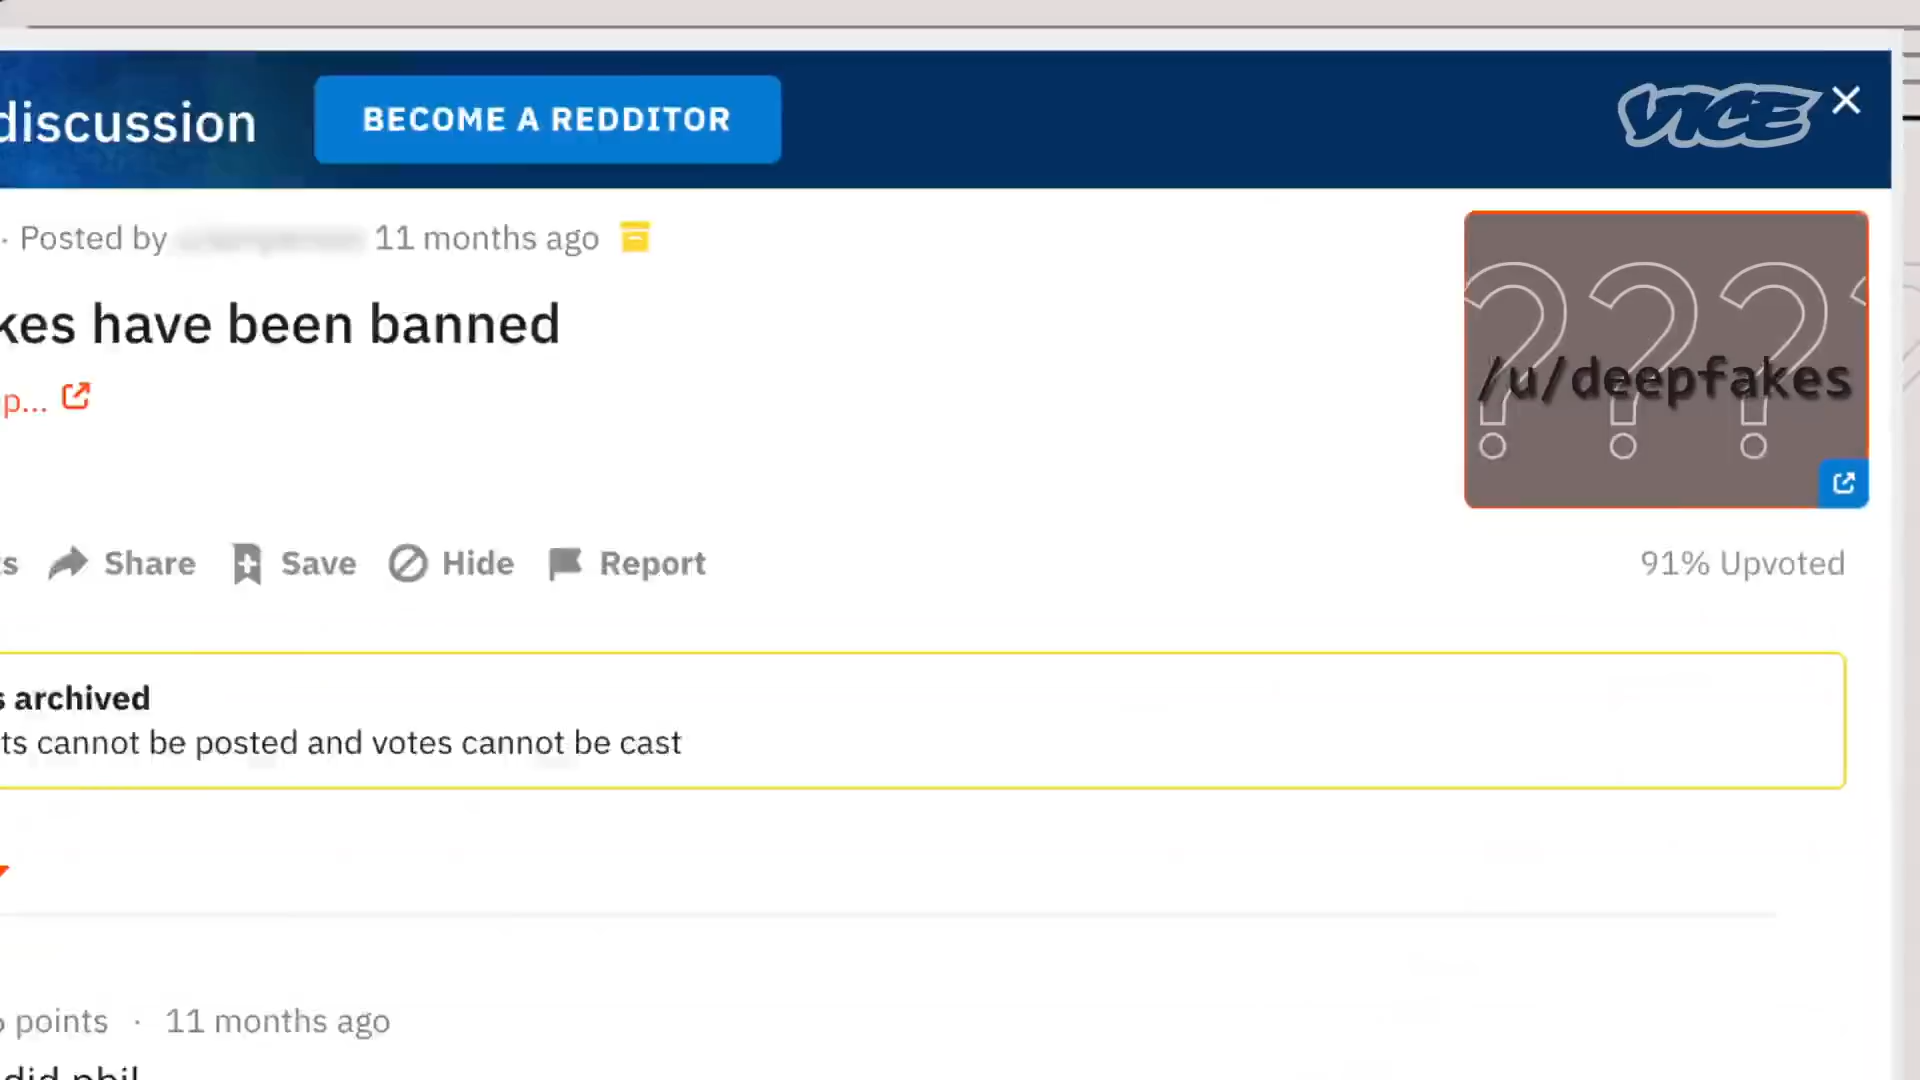 discussion
BECOME A REDDITOR
VICE
· Posted by
11 months ago
kes have been banned
/u/deepfakes
p...
s
Share
Save
Hide
Report
91% Upvoted
s archived
ts cannot be posted and votes cannot be cast
points · 11 months ago
did phil